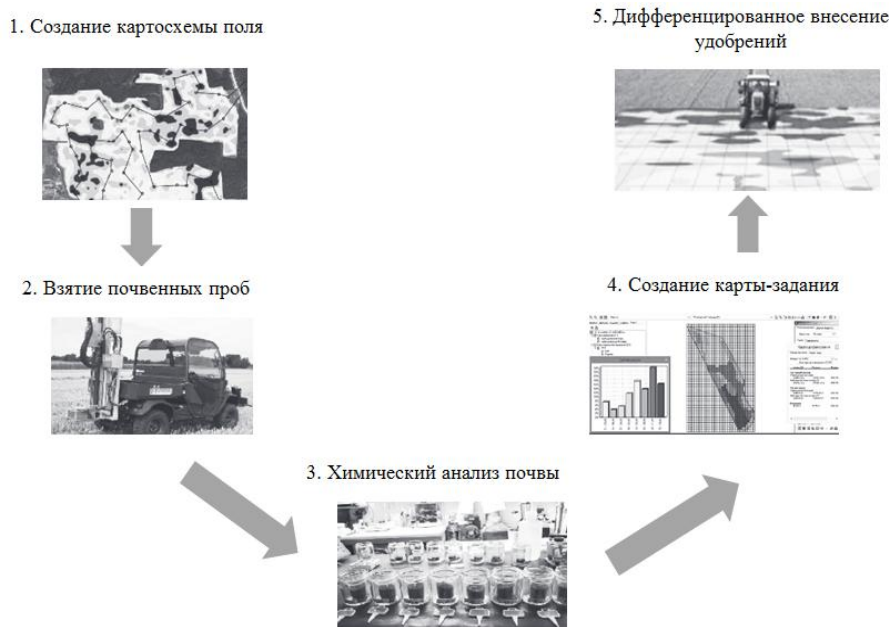 1. Создание картосхемы поля
2. Взятие почвенных проб
3. Химический анализ почвы
4. Создание карты-задания
5. Дифференцированное внесение
удобрений